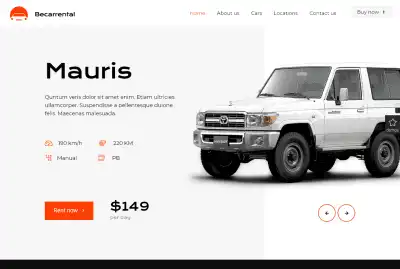 Becarrental
Home About us Cars Locations Contact us Buy now
Mauris
Quntum veris dolor sit amet enim. Etiam ultricies
ullamcorper. Suspendisse a pellentesque duione
felis. Maecenas malesuada.
180 km/h 220 KM
Manual PB
Rent now
$149
per day